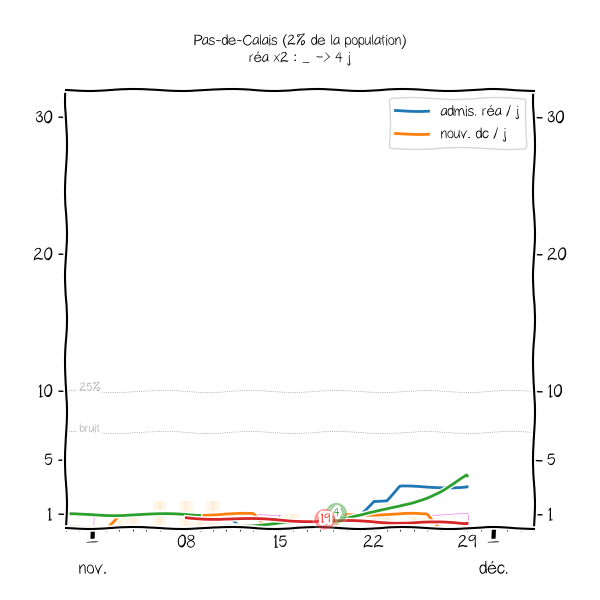 Pas-de-Calais (2% de la population)
réa x2 : _ -> 4 j
admis. réa / j
nouv. dc / j
30 30
20 20
25%
10 10
bruit
5 5
19 4
1 1
08 15 22 29
nov. déc.